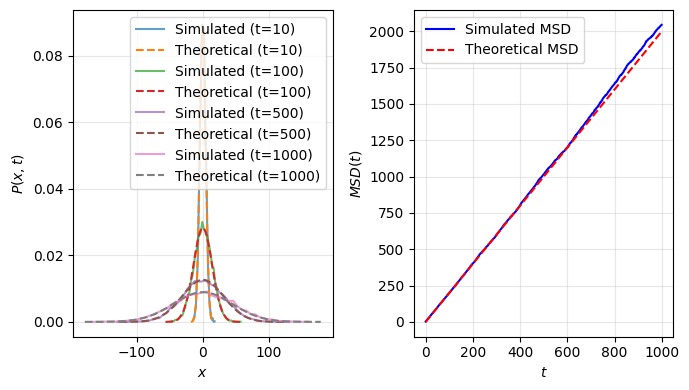 Simulated (t=10)
Theoretical (t=10)
Simulated (t=100)
Theoretical (t=100)
Simulated (t=500)
Theoretical (t=500)
Simulated (t=1000)
Theoretical (t=1000)
0.08
0.06
0.04
0.02
0.00
P(x, t)
−100 0 100
x
Simulated MSD
Theoretical MSD
2000
1750
1500
1250
1000
750
500
250
0
MSD(t)
0 200 400 600 800 1000
t